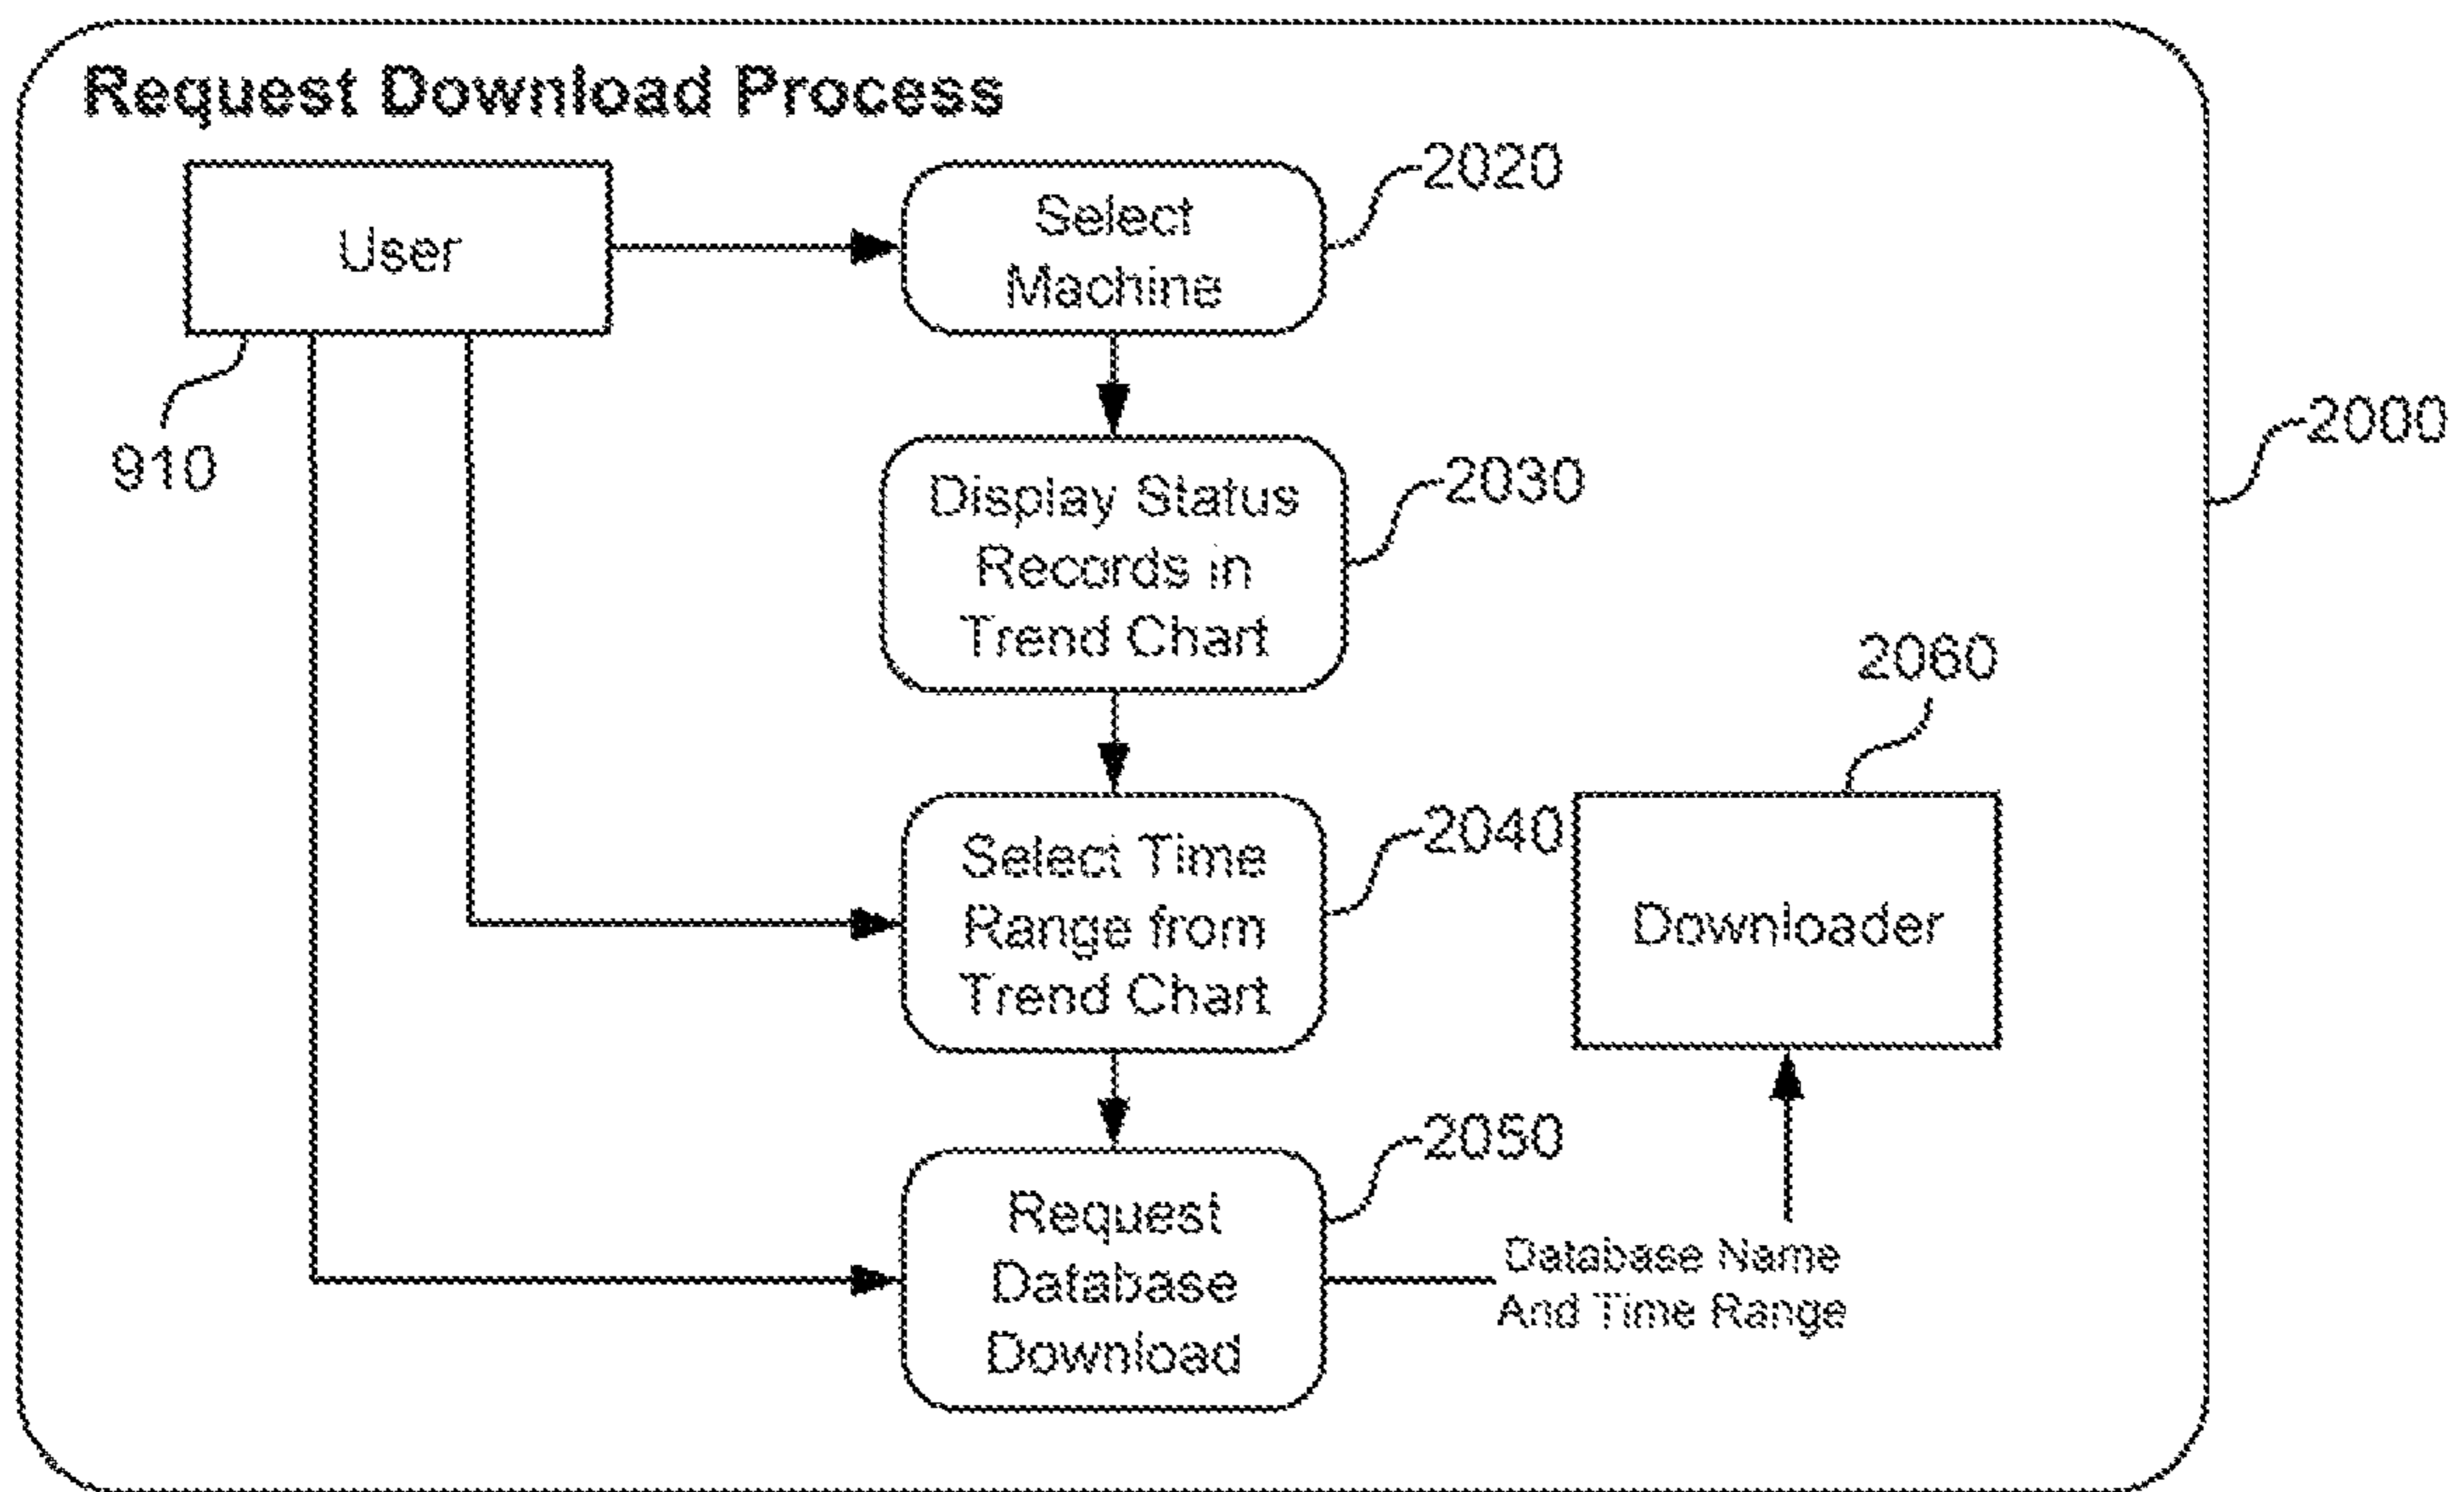 Request Download Process
User
910
Select
Machine
2020
Display Status
Records in
Trend Chart
2030
2000
Select Time
Range from
Trend Chart
2040
2060
Downloader
Request
Database
Download
2050
Database Name
And Time Range